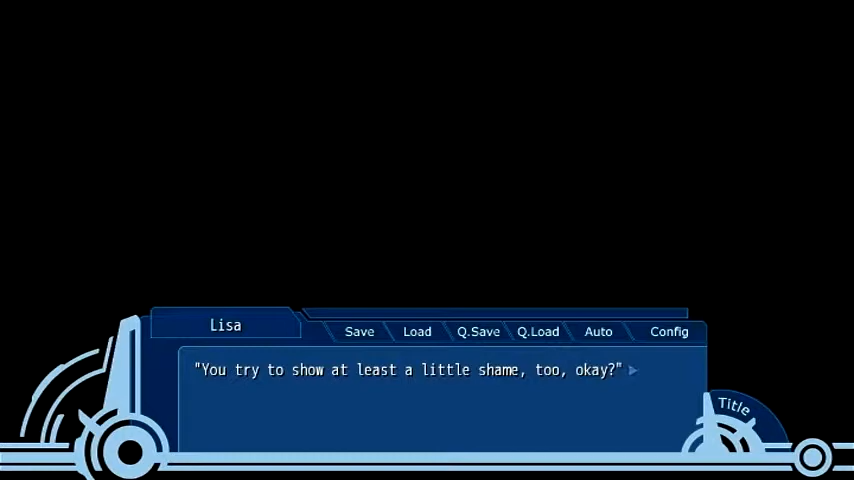 Lisa
Save Load Q.Save Q.Load Auto Config
"You try to show at least a little shame, too, okay?"
Title